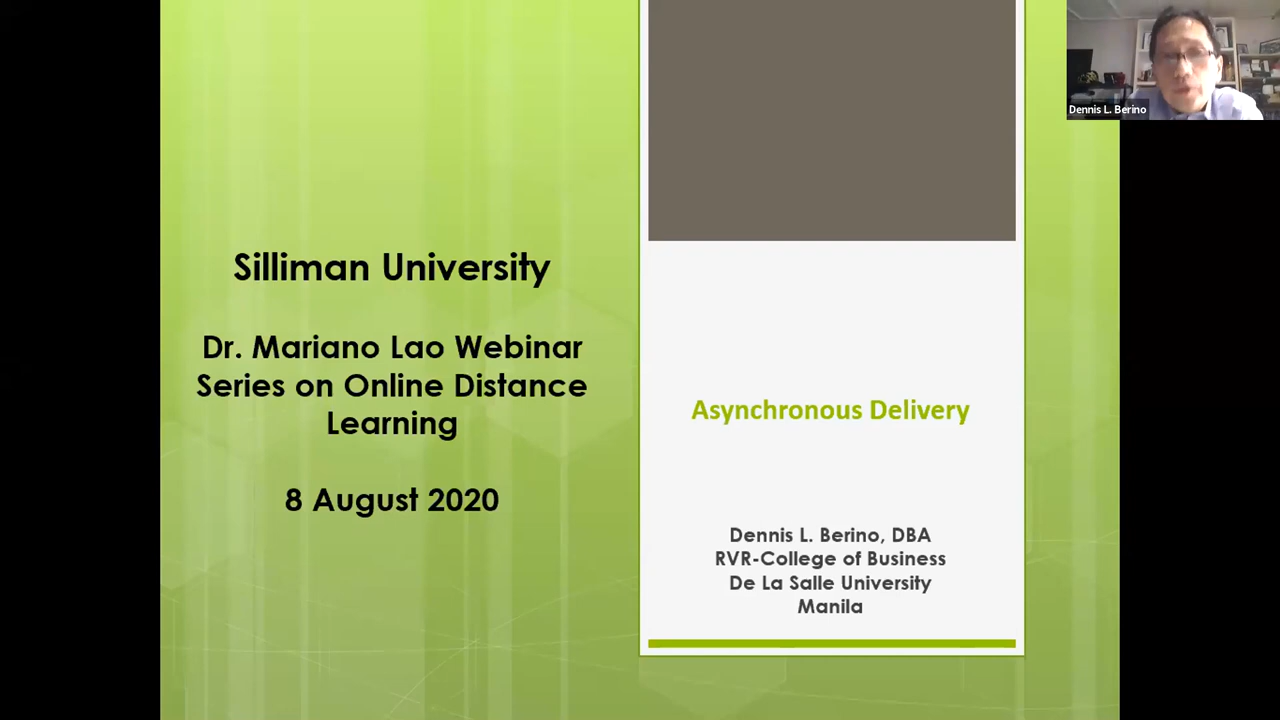 Silliman University
Dr. Mariano Lao Webinar
Series on Online Distance
Learning
8 August 2020
Asynchronous Delivery
Dennis L. Berino, DBA
RVR-College of Business
De La Salle University
Manila
Dennis L. Berino